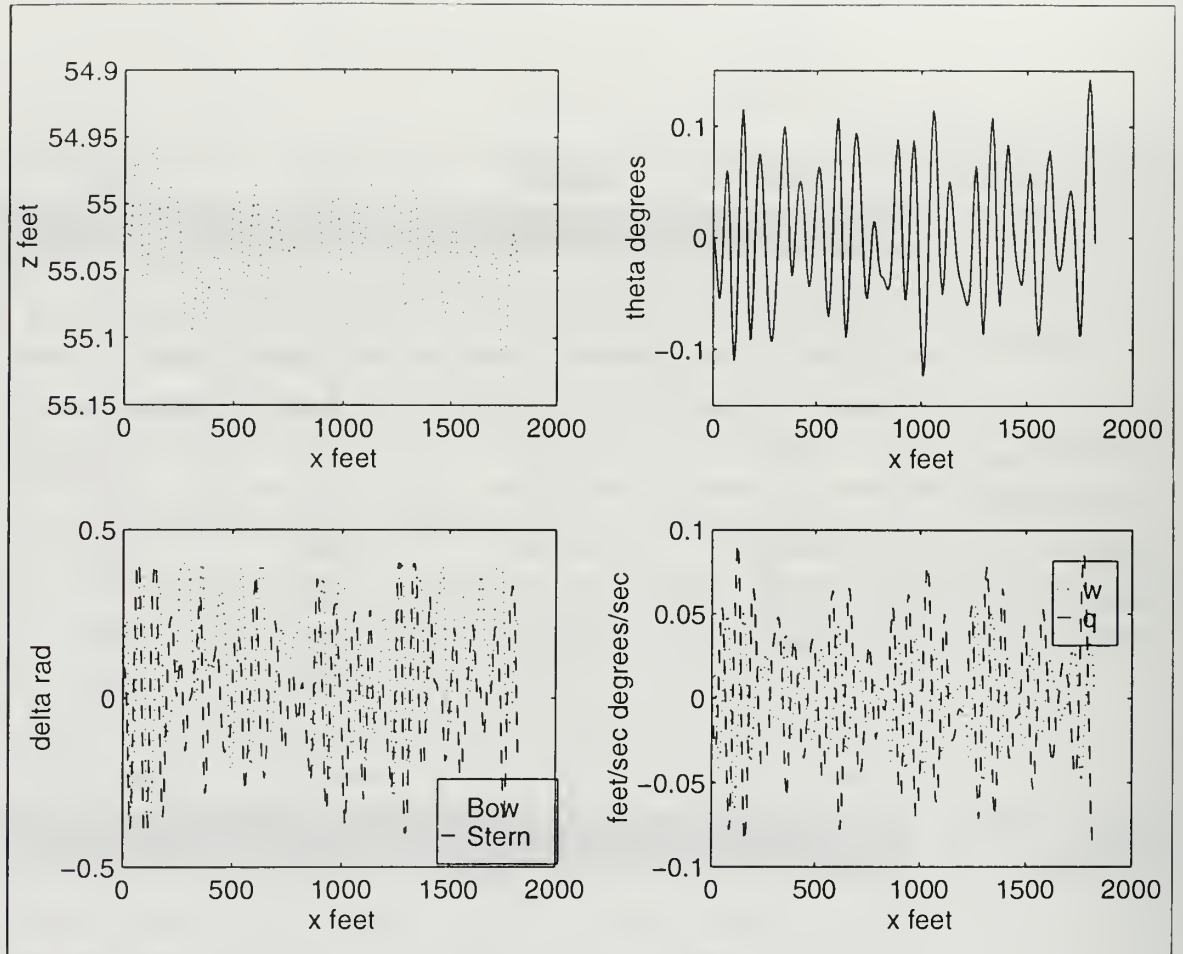 54.9
54.95
55
55.05
55.1
55.15
z feet
0 500 1000 1500 2000
x feet
0.1
0
−0.1
theta degrees
0 500 1000 1500 2000
x feet
0.5
0
−0.5
delta rad
Bow
Stern
0 500 1000 1500 2000
x feet
0.1
0.05
0
−0.05
−0.1
feet/sec degrees/sec
w
q
0 500 1000 1500 2000
x feet